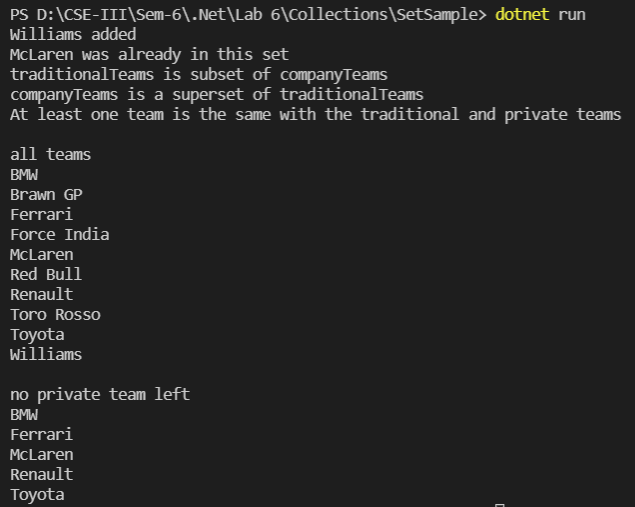 PS D:\CSE-III\Sem-6\.Net\Lab 6\Collections\SetSample> dotnet run
Williams added
McLaren was already in this set
traditionalTeams is subset of companyTeams
companyTeams is a superset of traditionalTeams
At least one team is the same with the traditional and private teams

all teams
BMW
Brawn GP
Ferrari
Force India
McLaren
Red Bull
Renault
Toro Rosso
Toyota
Williams

no private team left
BMW
Ferrari
McLaren
Renault
Toyota